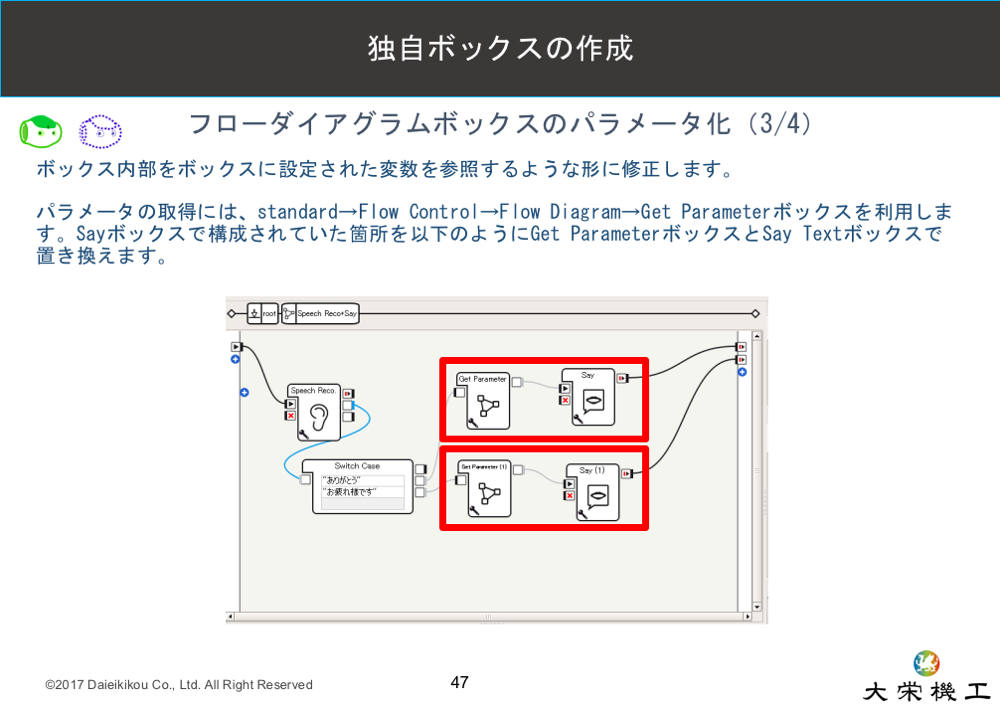 独自ボックスの作成
フローダイアグラムボックスのパラメータ化（3/4）
ボックス内部をボックスに設定された変数を参照するような形に修正します。
パラメータの取得には、standard→Flow Control→Flow Diagram→Get Parameterボックスを利用しま
す。Sayボックスで構成されていた箇所を以下のようにGet ParameterボックスとSay Textボックスで
置き換えます。
root
Speech Reco+Say
Speech Reco.
Get Parameter
Say
Switch Case
"ありがとう"
"お疲れ様です"
Get Parameter (1)
Say (1)
©2017 Daieikikou Co., Ltd. All Right Reserved
47
大栄機工